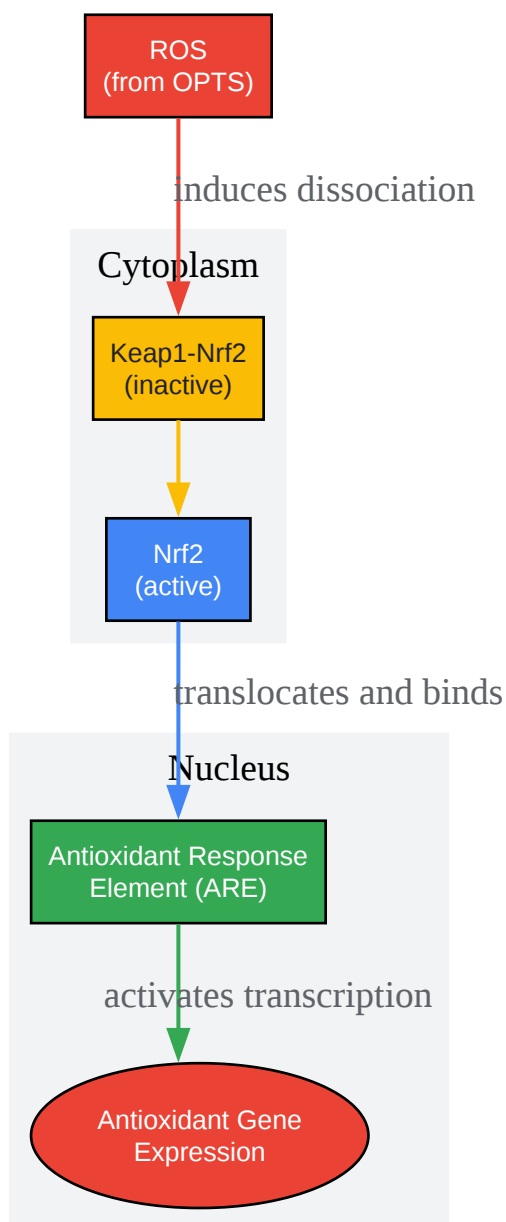 ROS
(from OPTS)
induces dissociation
Cytoplasm
Keap1-Nrf2
(inactive)
Nrf2
(active)
translocates and binds
Nucleus
Antioxidant Response
Element (ARE)
activates transcription
Antioxidant Gene
Expression